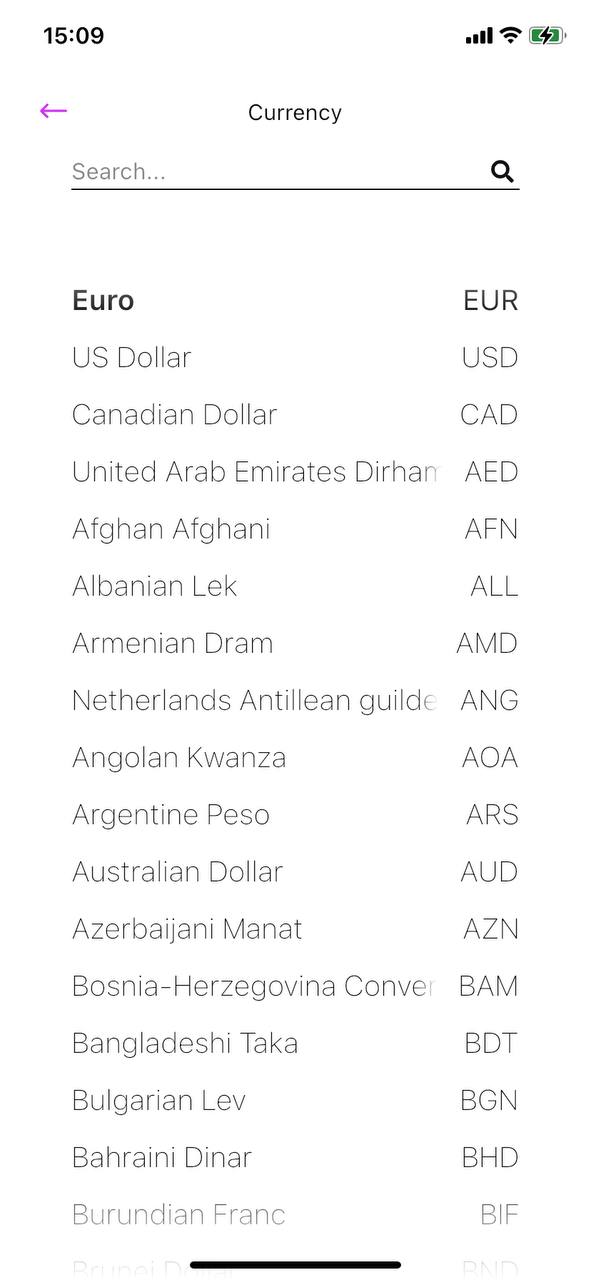 15:09
Currency
Search...
Euro EUR
US Dollar USD
Canadian Dollar CAD
United Arab Emirates Dirham AED
Afghan Afghani AFN
Albanian Lek ALL
Armenian Dram AMD
Netherlands Antillean guilde ANG
Angolan Kwanza AOA
Argentine Peso ARS
Australian Dollar AUD
Azerbaijani Manat AZN
Bosnia-Herzegovina Conver BAM
Bangladeshi Taka BDT
Bulgarian Lev BGN
Bahraini Dinar BHD
Burundian Franc BIF
Brunei Dollar BND